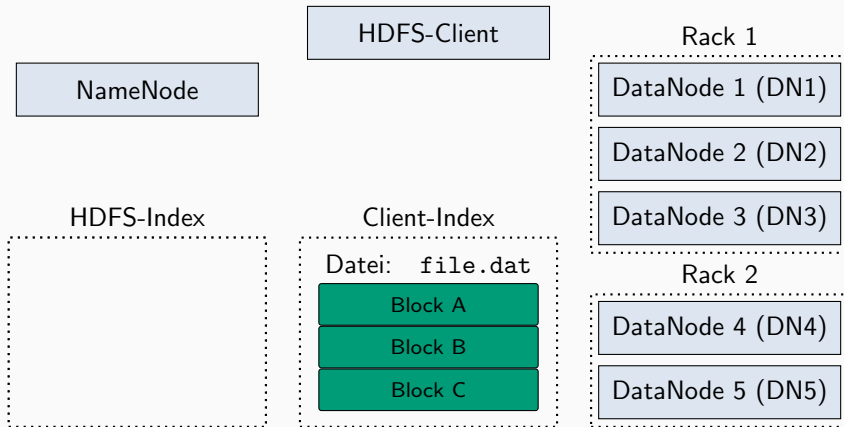 HDFS-Client
NameNode
HDFS-Index
Client-Index
Datei: file.dat
Block A
Block B
Block C
Rack 1
DataNode 1 (DN1)
DataNode 2 (DN2)
DataNode 3 (DN3)
Rack 2
DataNode 4 (DN4)
DataNode 5 (DN5)